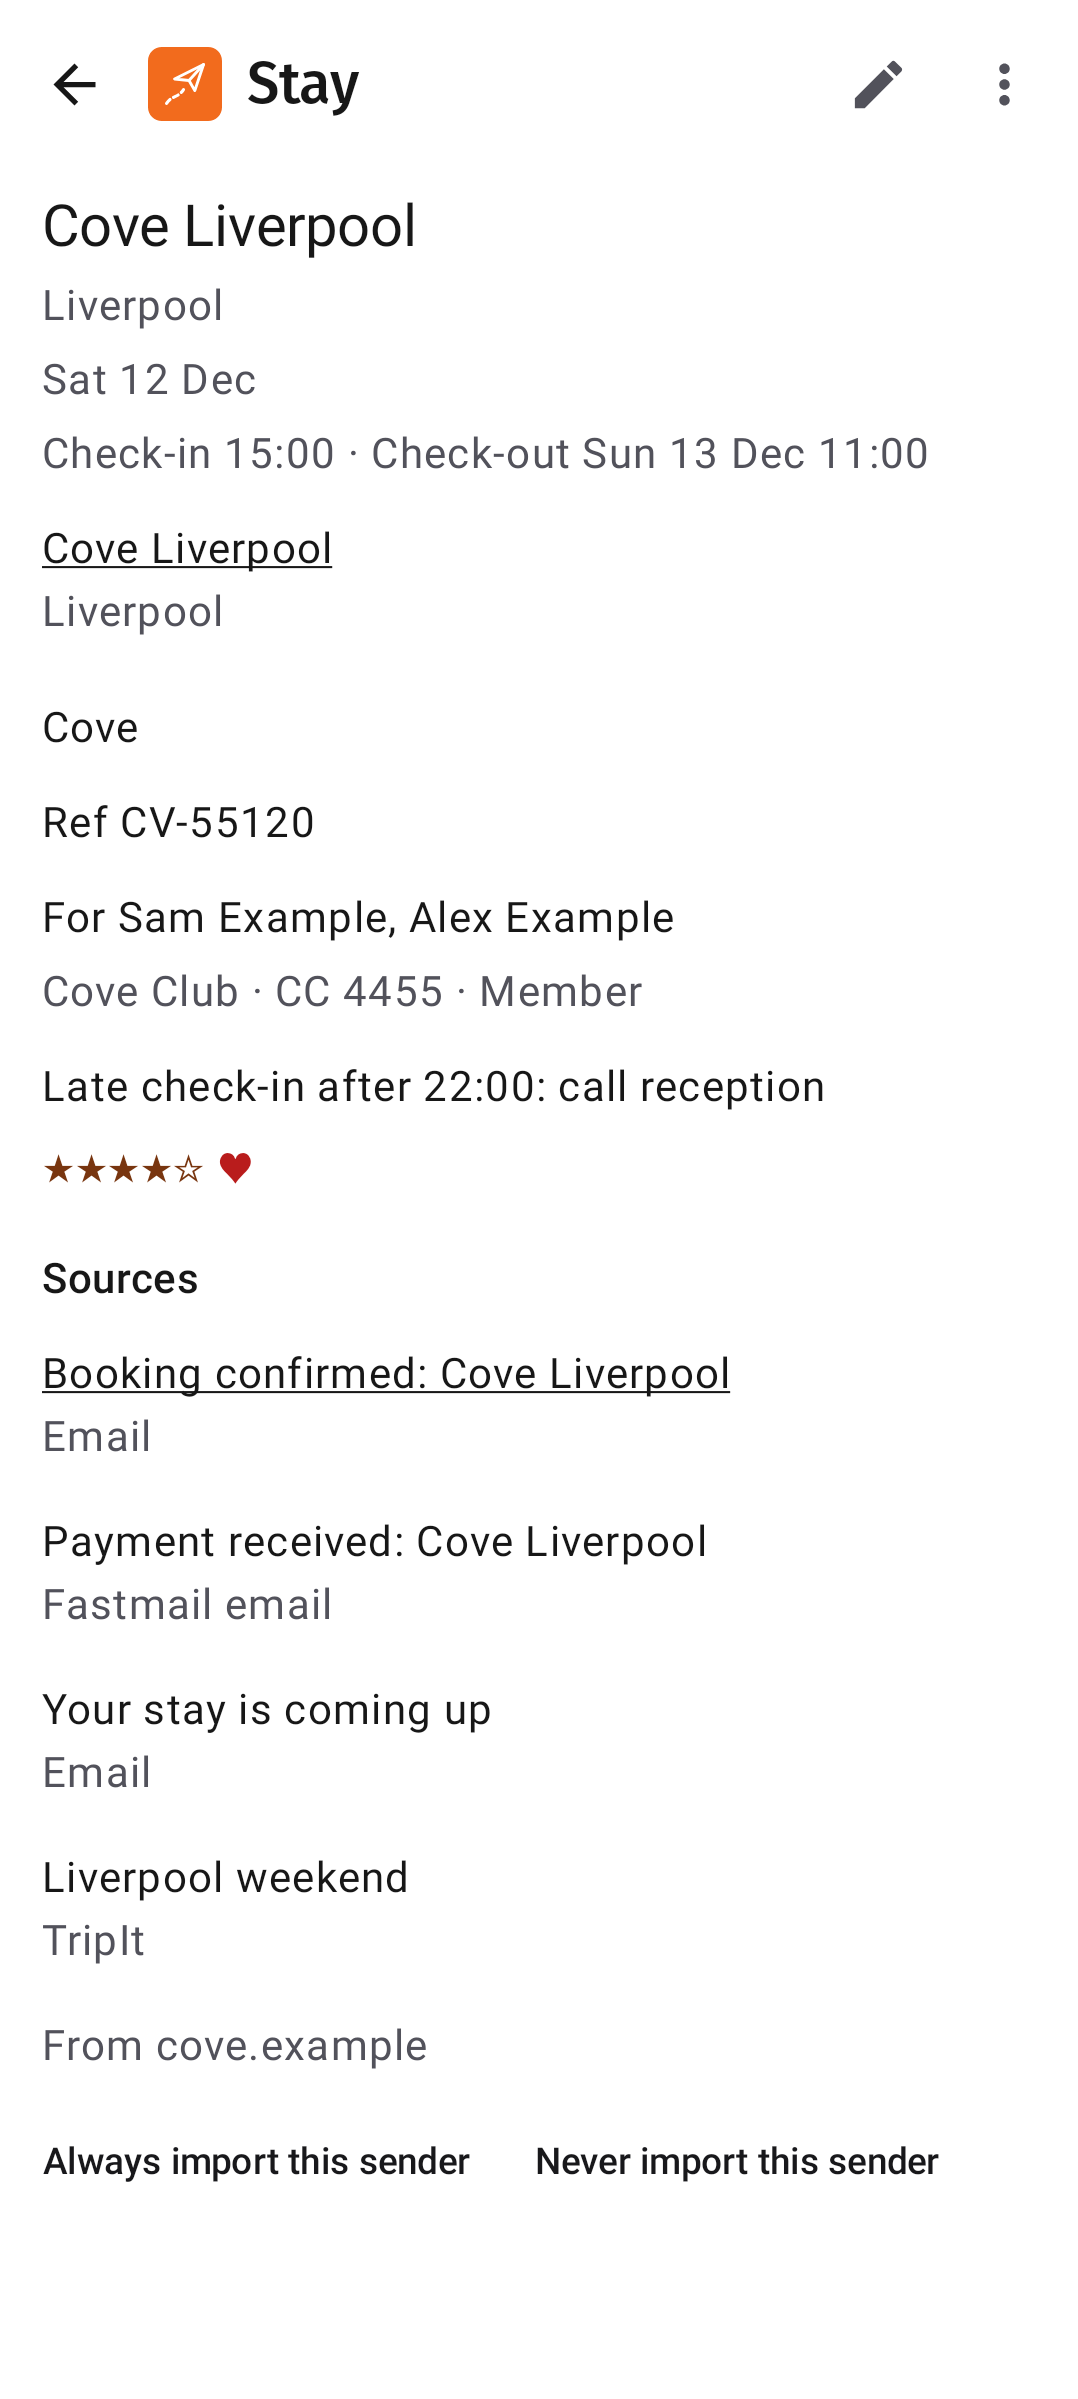 Stay
Cove Liverpool
Liverpool
Sat 12 Dec
Check-in 15:00 · Check-out Sun 13 Dec 11:00
Cove Liverpool
Liverpool
Cove
Ref CV-55120
For Sam Example, Alex Example
Cove Club · CC 4455 · Member
Late check-in after 22:00: call reception
★★★★☆ ♥
Sources
Booking confirmed: Cove Liverpool
Email
Payment received: Cove Liverpool
Fastmail email
Your stay is coming up
Email
Liverpool weekend
TripIt
From cove.example
Always import this sender Never import this sender